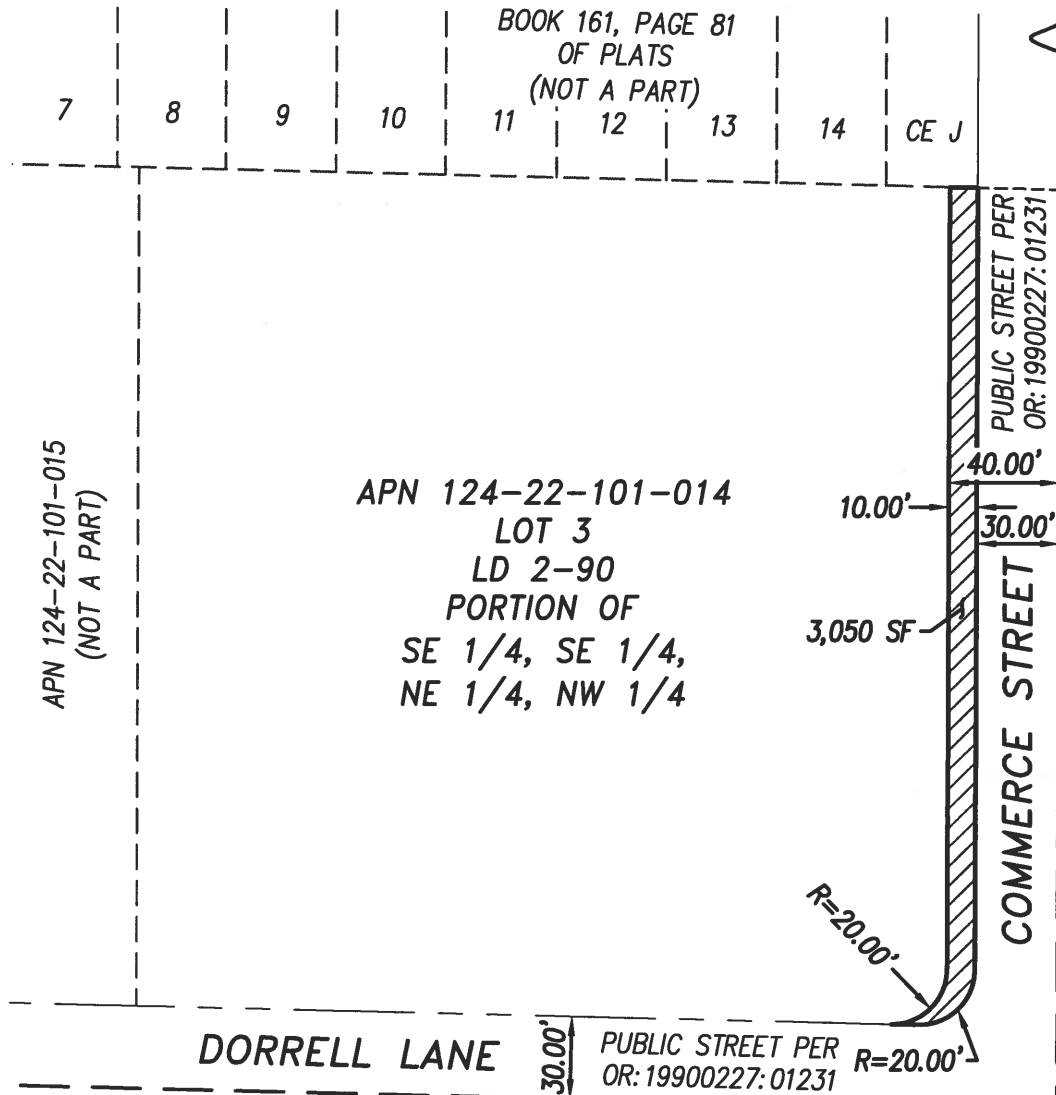 BOOK 161, PAGE 81
OF PLATS
(NOT A PART)
7
8
9
10
11
12
13
14
CE J
PUBLIC STREET PER
OR:19900227:01231
40.00'
10.00'
30.00'
APN 124-22-101-015
(NOT A PART)
APN 124-22-101-014
LOT 3
LD 2-90
PORTION OF
SE 1/4, SE 1/4,
NE 1/4, NW 1/4
3,050 SF
COMMERCE STREET
R=20.00'
DORRELL LANE
30.00'
PUBLIC STREET PER
OR:19900227:01231
R=20.00'